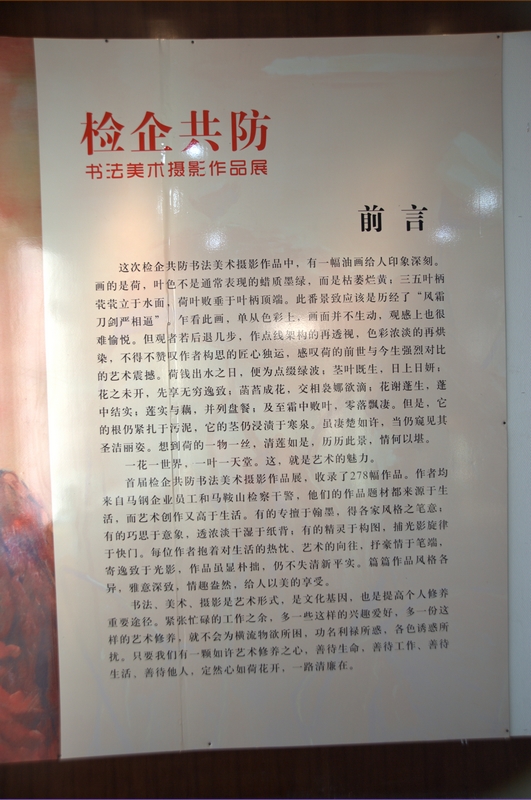 检企共防
书法美术摄影作品展
前言
这次检企共防书法美术摄影作品中，有一幅油画给人印象深刻。
画的是荷，叶色不是通常表现的蜡质墨绿，而是枯萎烂黄；三五叶柄
茕茕立于水面，荷叶败垂于叶柄顶端。此番景致应该是历经了“风霜
刀剑严相逼”。乍看此画，单从色彩上，画面并不生动，观感上也很
难愉悦。但观者若后退几步，作点线架构的再透视，色彩浓淡的再烘
染，不得不赞叹作者构思的匠心独运，感叹荷的前世与今生强烈对比
的艺术震撼。荷钱出水之日，便为点缀绿波；茎叶既生，日上日妍；
花之未开，先享无穷逸致；菡萏成花，交相袅娜欲滴；花谢蓬生，蓬
中结实；莲实与藕，并列盘餐；及至霜中败叶，零落飘凄。但是，它
的根仍紧扎于污泥，它的茎仍浸渍于寒泉。虽凄楚如许，当仍窥见其
圣洁丽姿。想到荷的一物一丝，清莲如是，历历此景，情何以堪。
一花一世界，一叶一天堂。这，就是艺术的魅力。
首届检企共防书法美术摄影作品展，收录了278幅作品。作者均
来自马钢企业员工和马鞍山检察干警，他们的作品题材都来源于生
活，而艺术创作又高于生活。有的专擅于翰墨，得各家风格之笔意；
有的巧思于意象，透浓淡干湿于纸背；有的精灵于构图，捕光影旋律
于快门。每位作者抱着对生活的热忱、艺术的向往，抒豪情于笔端，
寄逸致于光影，作品虽显朴拙，仍不失清新平实。篇篇作品风格各
异，雅意深致，情趣盎然，给人以美的享受。
书法、美术、摄影是艺术形式，是文化基因，也是提高个人修养
重要途径。紧张忙碌的工作之余，多一些这样的兴趣爱好，多一份这
样的艺术修养，就不会为横流物欲所困，功名利禄所惑，各色诱惑所
扰。只要我们有一颗如许艺术修养之心，善待生命、善待工作、善待
生活、善待他人，定然心如荷花开，一路清廉在。